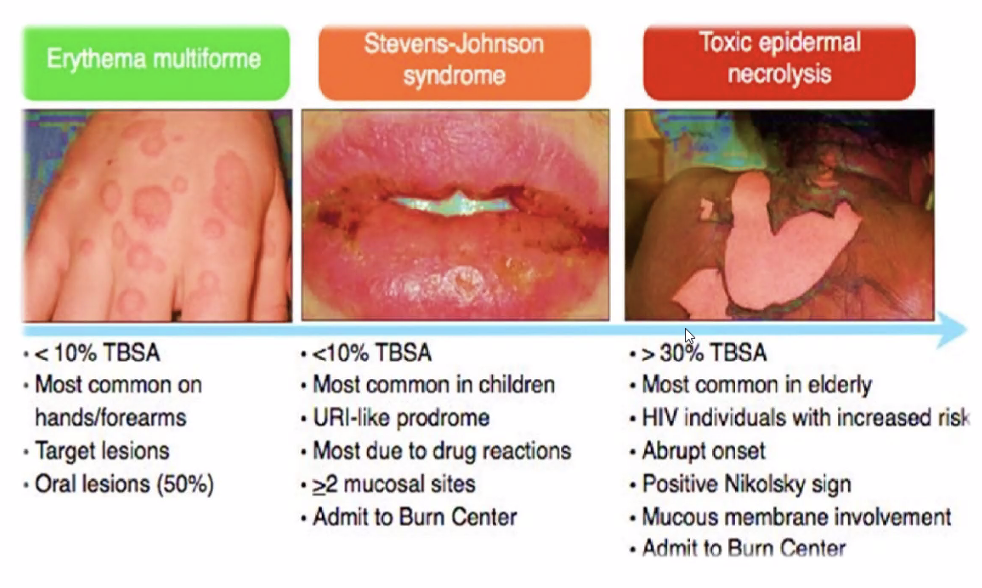 Erythema multiforme
Stevens-Johnson
syndrome
Toxic epidermal
necrolysis
· < 10% TBSA
· Most common on
hands/forearms
· Target lesions
· Oral lesions (50%)
• <10% TBSA
• Most common in children
• URI-like prodrome
• Most due to drug reactions
• ≥2 mucosal sites
• Admit to Burn Center
• > 30% TBSA
• Most common in elderly
• HIV individuals with increased risk
• Abrupt onset
• Positive Nikolsky sign
• Mucous membrane involvement
• Admit to Burn Center